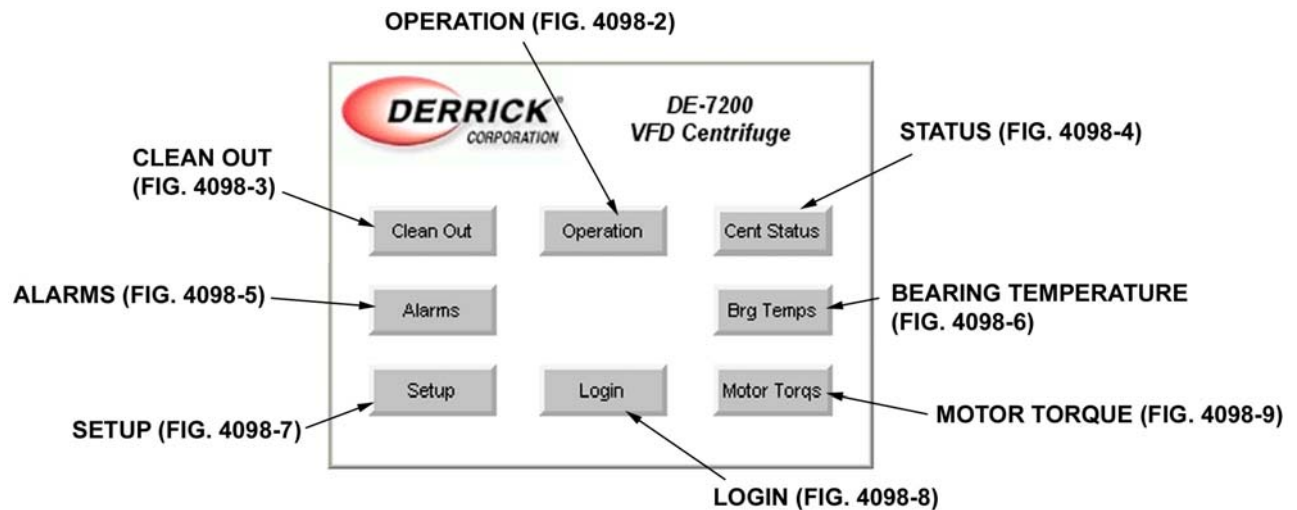 OPERATION (FIG. 4098-2)
DERRICK®
CORPORATION
DE-7200
VFD Centrifuge
STATUS (FIG. 4098-4)
CLEAN OUT
(FIG. 4098-3)
Clean Out
Operation
Cent Status
ALARMS (FIG. 4098-5)
Alarms
Brg Temps
BEARING TEMPERATURE
(FIG. 4098-6)
Setup
Login
Motor Torqs
SETUP (FIG. 4098-7)
MOTOR TORQUE (FIG. 4098-9)
LOGIN (FIG. 4098-8)